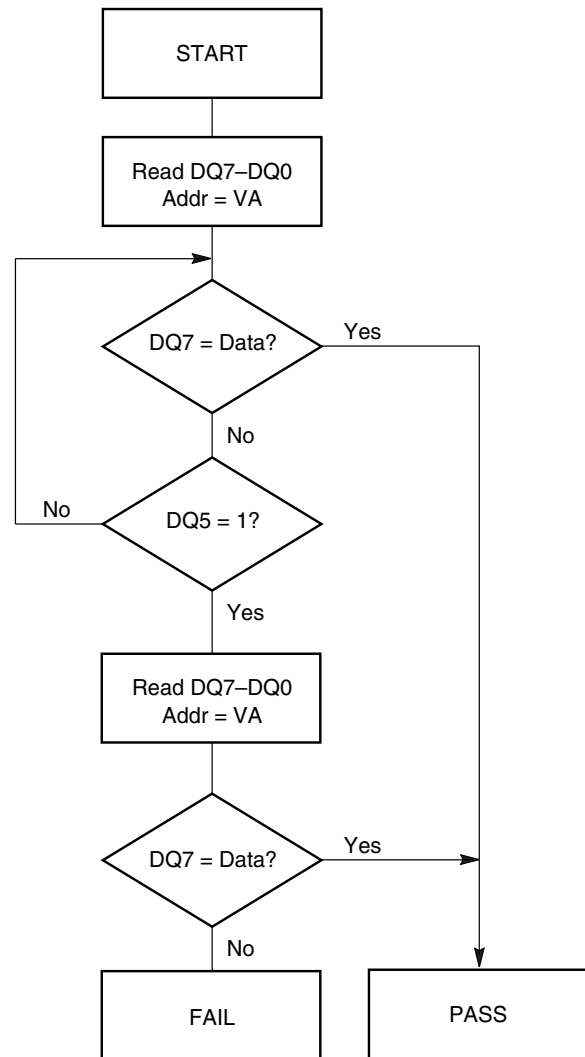 START
Read DQ7–DQ0
Addr = VA
DQ7 = Data?
Yes
No
No
DQ5 = 1?
Yes
Read DQ7–DQ0
Addr = VA
DQ7 = Data?
Yes
No
FAIL
PASS